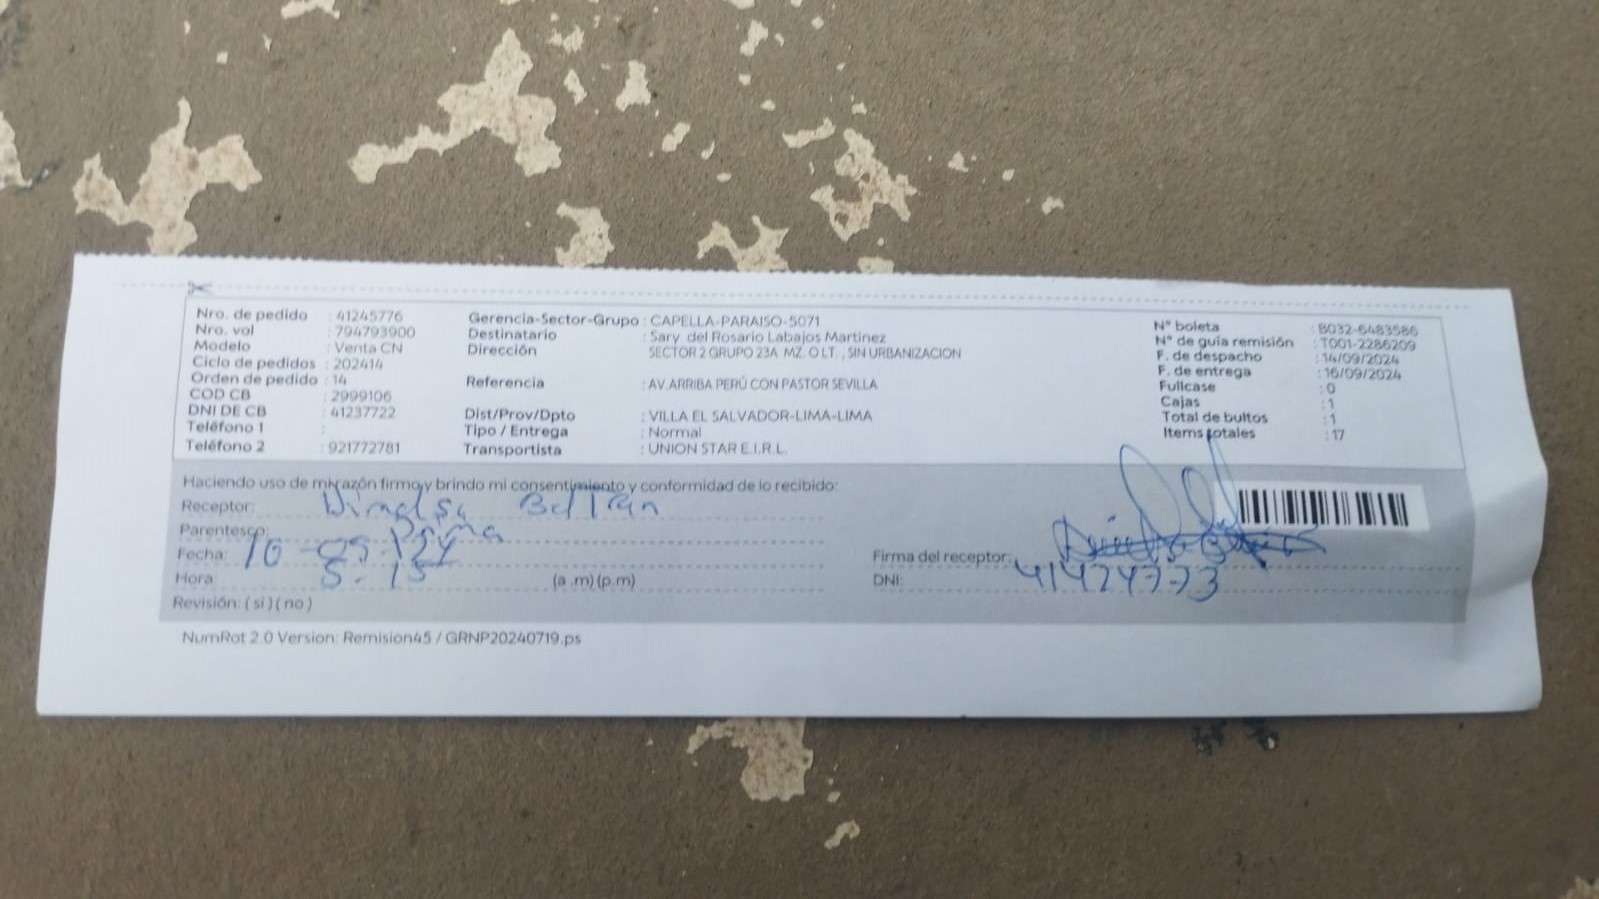 Nro. de pedido : 41245776
Nro. vol : 794793900
Modelo : Venta CN
Ciclo de pedidos : 202414
Orden de pedido : 14
COD CB : 2999106
DNI DE CB : 41237722
Teléfono 1 :
Teléfono 2 : 921772781
Gerencia-Sector-Grupo : CAPELLA-PARAISO-5071
Destinatario : Sary del Rosario Labajos Martinez
Dirección : SECTOR 2 GRUPO 23A MZ. O LT. , SIN URBANIZACION
Referencia : AV.ARRIBA PERÚ CON PASTOR SEVILLA
Dist/Prov/Dpto : VILLA EL SALVADOR-LIMA-LIMA
Tipo / Entrega : Normal
Transportista : UNION STAR E.I.R.L.
N° boleta : B032-6483586
N° de guía remisión : T001-2286209
F. de despacho : 14/09/2024
F. de entrega : 16/09/2024
Fullcase : 0
Cajas : 1
Total de bultos : 1
Items totales : 17
Haciendo uso de mi razón firmo y brindo mi consentimiento y conformidad de lo recibido:
Receptor: Beltran
Parentesco:
Fecha:
Hora: 5-15 (a .m) (p.m)
Revisión: ( si ) ( no )
Firma del receptor:
DNI: 41474773
NumRot 2.0 Version: Remision45 / GRNP20240719.ps